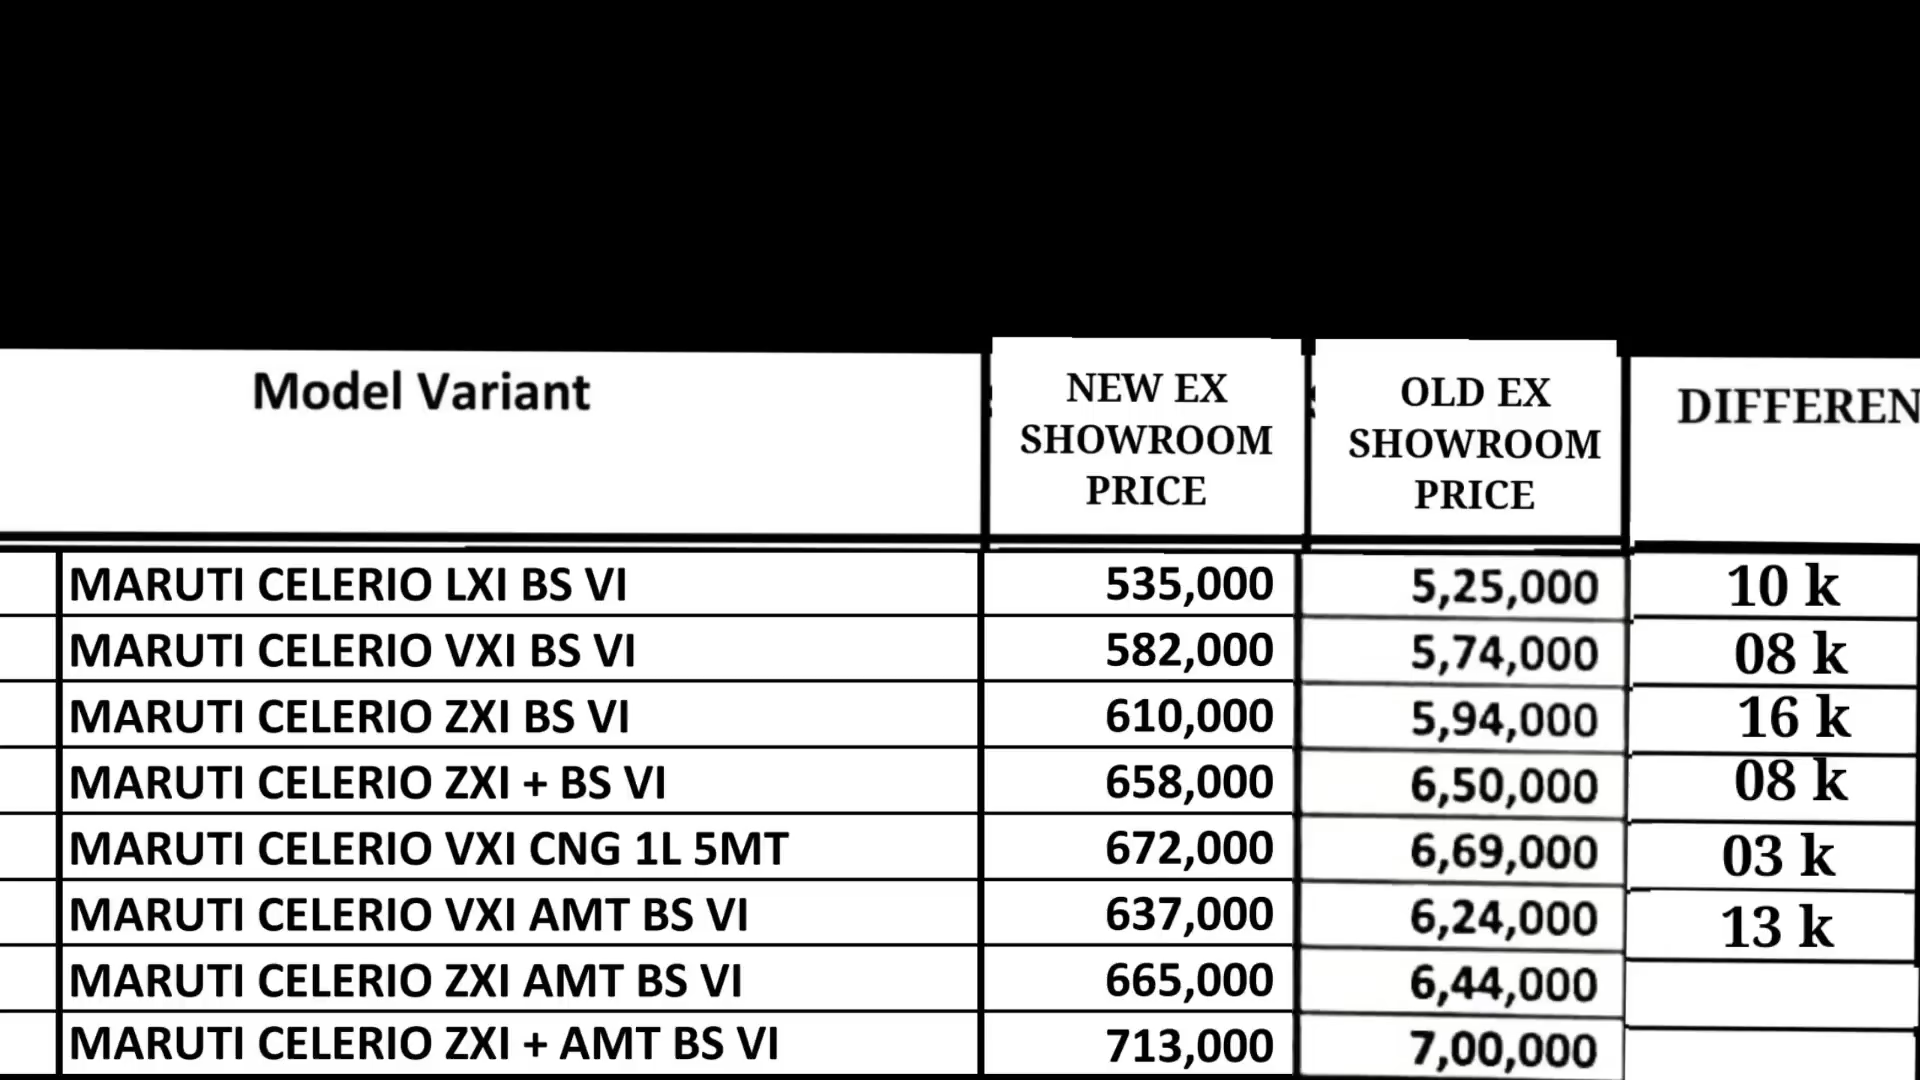 Model Variant
NEW EX
SHOWROOM
PRICE
OLD EX
SHOWROOM
PRICE
DIFFEREN
MARUTI CELERIO LXI BS VI 535,000 5,25,000 10 k
MARUTI CELERIO VXI BS VI 582,000 5,74,000 08 k
MARUTI CELERIO ZXI BS VI 610,000 5,94,000 16 k
MARUTI CELERIO ZXI + BS VI 658,000 6,50,000 08 k
MARUTI CELERIO VXI CNG 1L 5MT 672,000 6,69,000 03 k
MARUTI CELERIO VXI AMT BS VI 637,000 6,24,000 13 k
MARUTI CELERIO ZXI AMT BS VI 665,000 6,44,000
MARUTI CELERIO ZXI + AMT BS VI 713,000 7,00,000